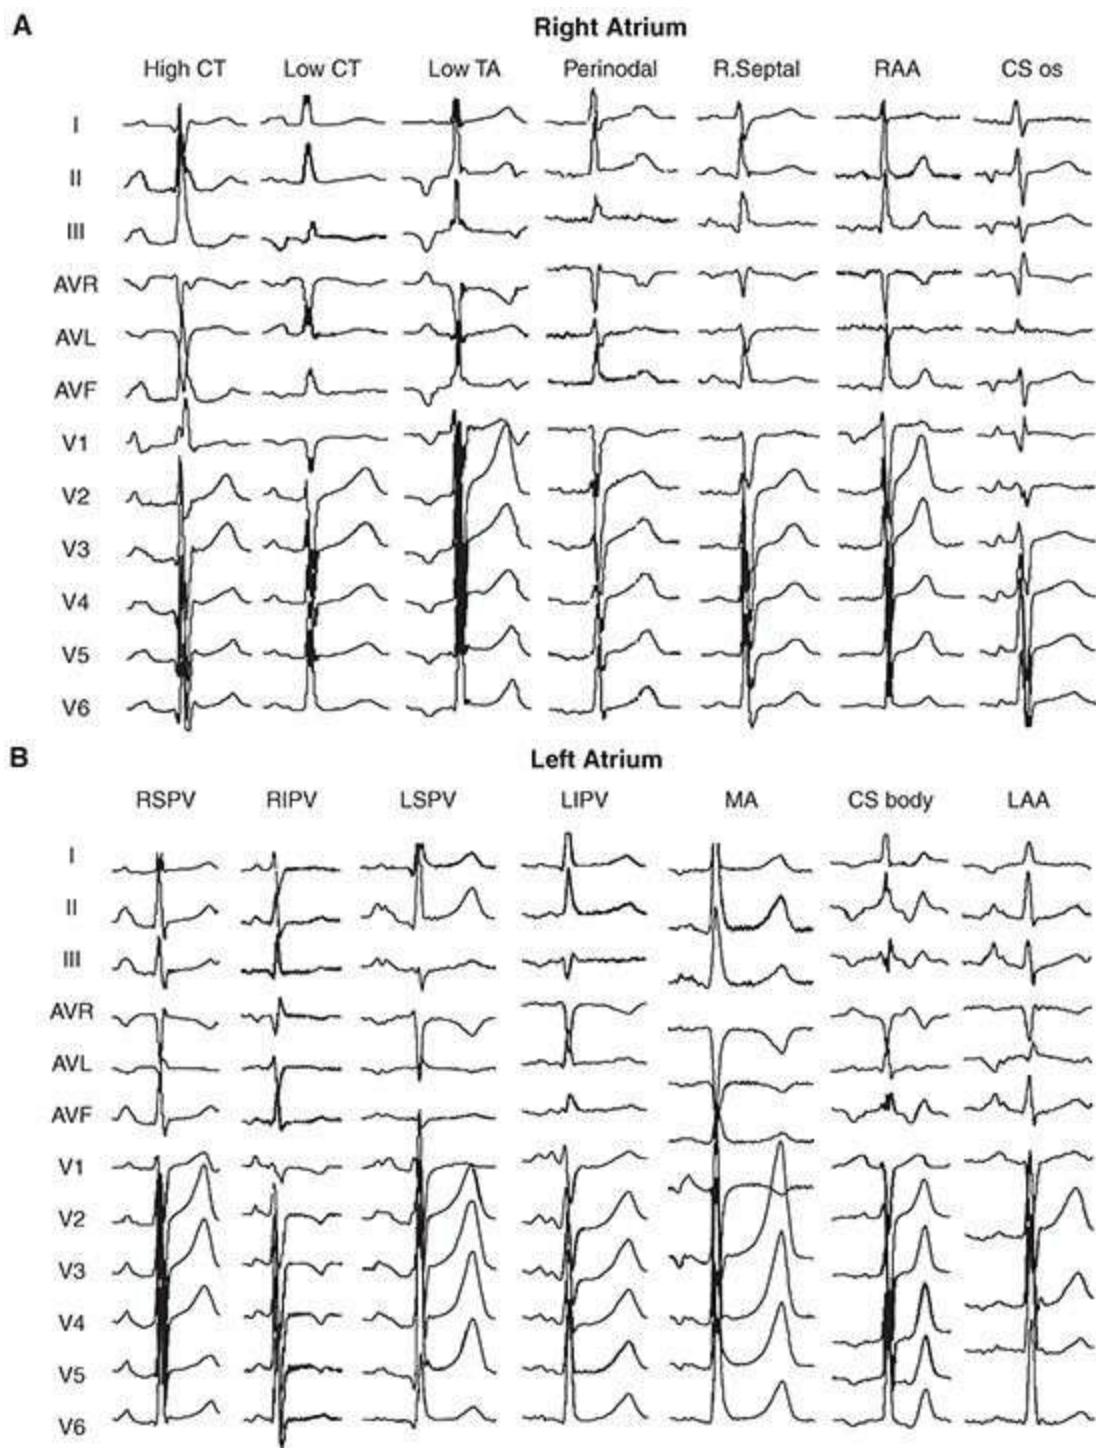 A Right Atrium
High CT Low CT Low TA Perinodal R.Septal RAA CS os
I
II
III
AVR
AVL
AVF
V1
V2
V3
V4
V5
V6
B Left Atrium
RSPV RIPV LSPV LIPV MA CS body LAA
I
II
III
AVR
AVL
AVF
V1
V2
V3
V4
V5
V6